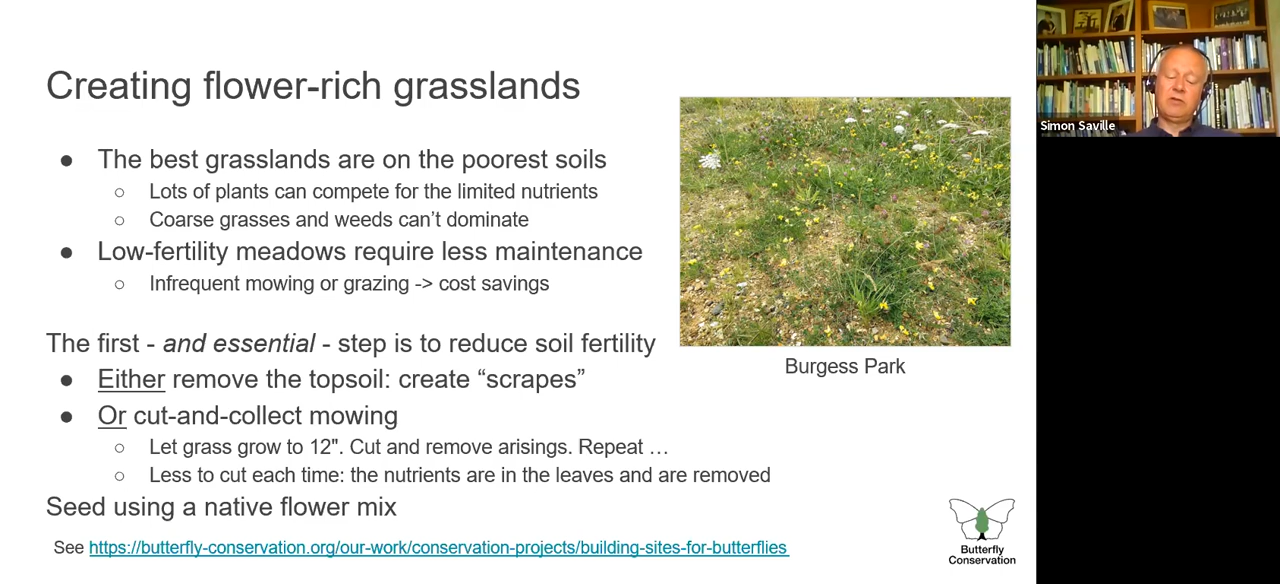 Creating flower-rich grasslands
● The best grasslands are on the poorest soils
○ Lots of plants can compete for the limited nutrients
○ Coarse grasses and weeds can't dominate
● Low-fertility meadows require less maintenance
○ Infrequent mowing or grazing -> cost savings
The first - and essential - step is to reduce soil fertility
● Either remove the topsoil: create “scrapes”
● Or cut-and-collect mowing
○ Let grass grow to 12". Cut and remove arisings. Repeat …
○ Less to cut each time: the nutrients are in the leaves and are removed
Seed using a native flower mix
See https://butterfly-conservation.org/our-work/conservation-projects/building-sites-for-butterflies
Burgess Park
Butterfly
Conservation
Simon Saville